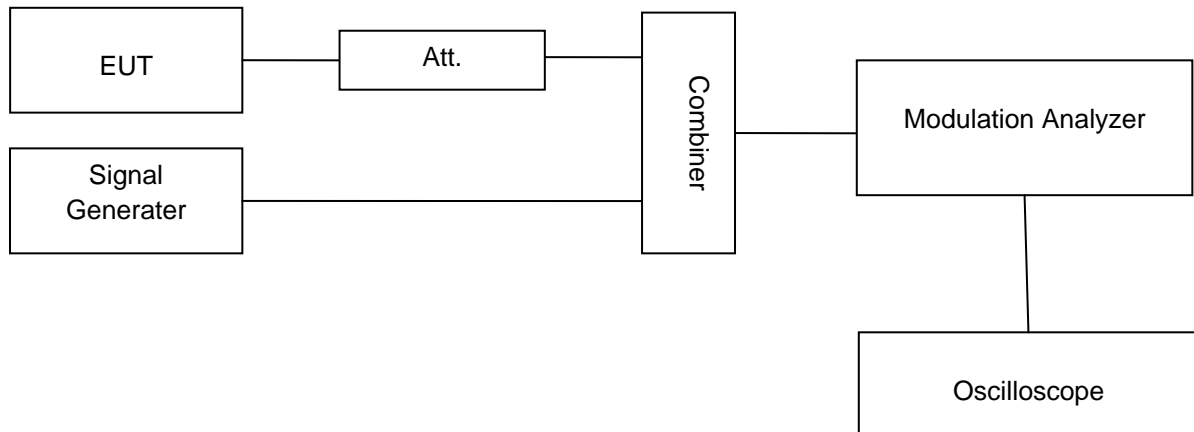 EUT
Att.
Signal
Generater
Combiner
Modulation Analyzer
Oscilloscope